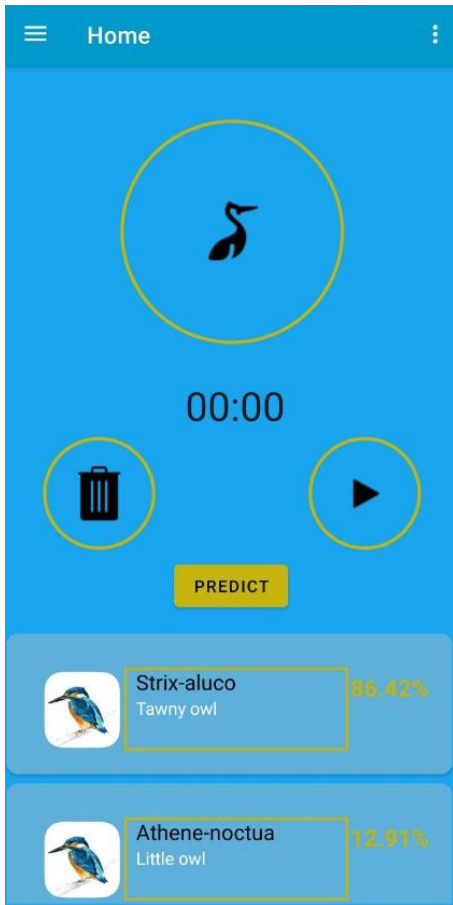 Home
00:00
PREDICT
Strix-aluco
86.42%
Tawny owl
Athene-noctua
12.91%
Little owl